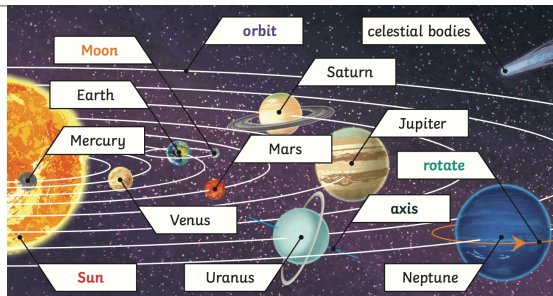 orbit
celestial bodies
Moon
Saturn
Earth
Jupiter
Mercury
Mars
rotate
axis
Venus
Sun
Uranus
Neptune